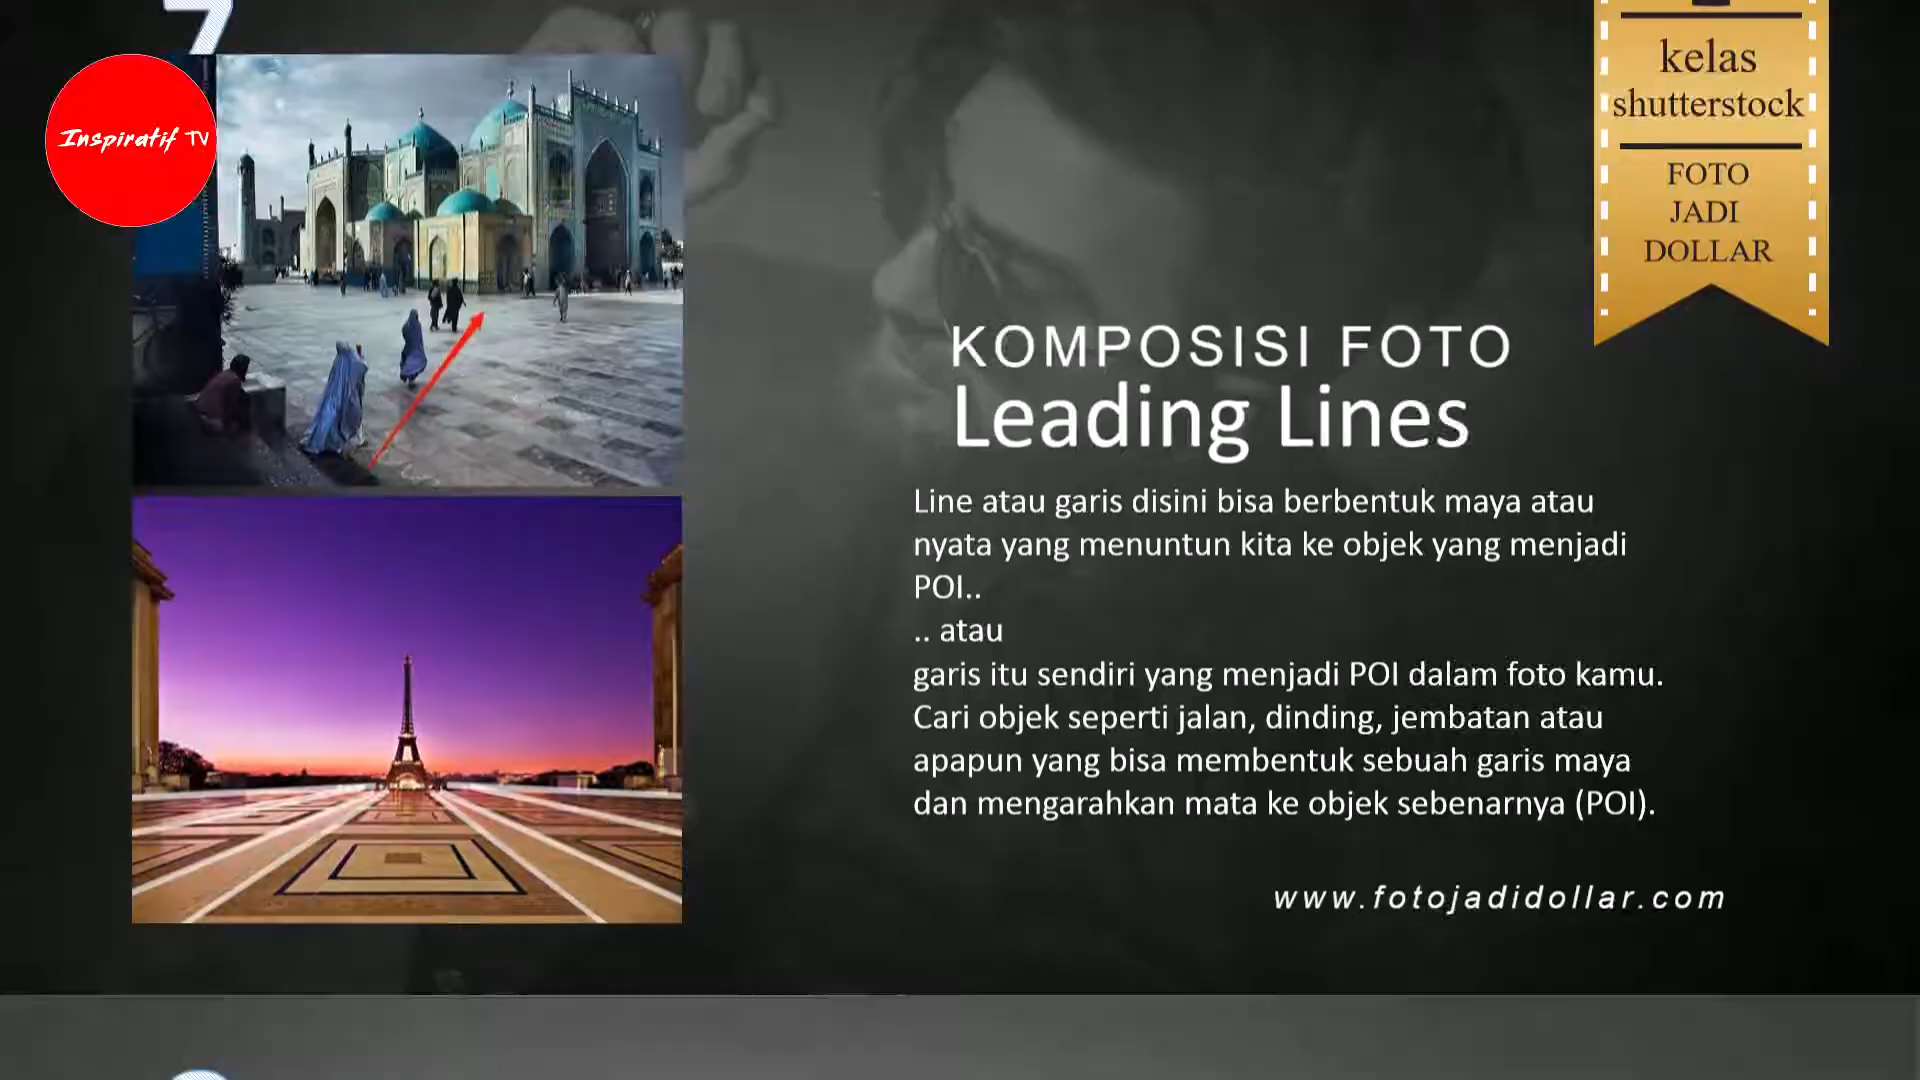 7
Inspiratif TV
kelas
shutterstock
FOTO
JADI
DOLLAR
KOMPOSISI FOTO
Leading Lines
Line atau garis disini bisa berbentuk maya atau
nyata yang menuntun kita ke objek yang menjadi
POI..
.. atau
garis itu sendiri yang menjadi POI dalam foto kamu.
Cari objek seperti jalan, dinding, jembatan atau
apapun yang bisa membentuk sebuah garis maya
dan mengarahkan mata ke objek sebenarnya (POI).
www.fotojadidollar.com